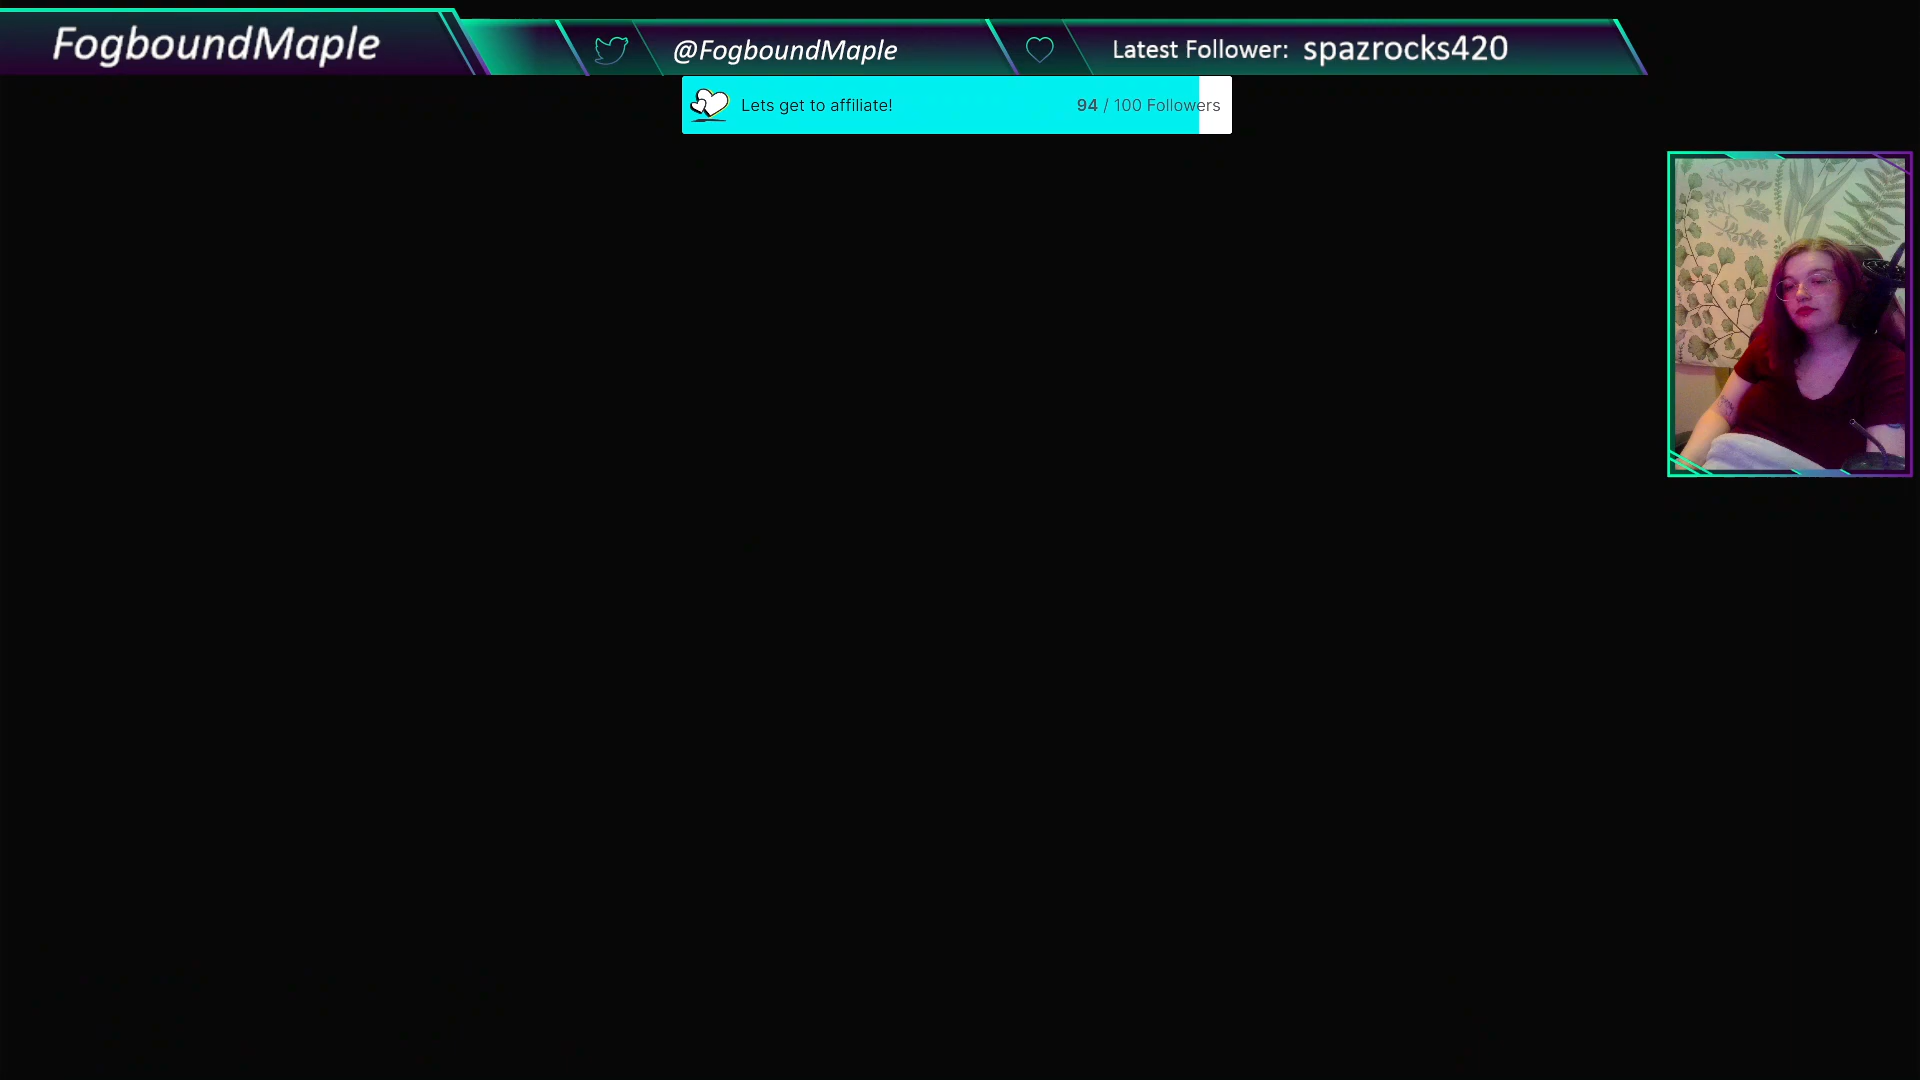 FogboundMaple
@FogboundMaple
Latest Follower: spazrocks420
Lets get to affiliate!
94 / 100 Followers